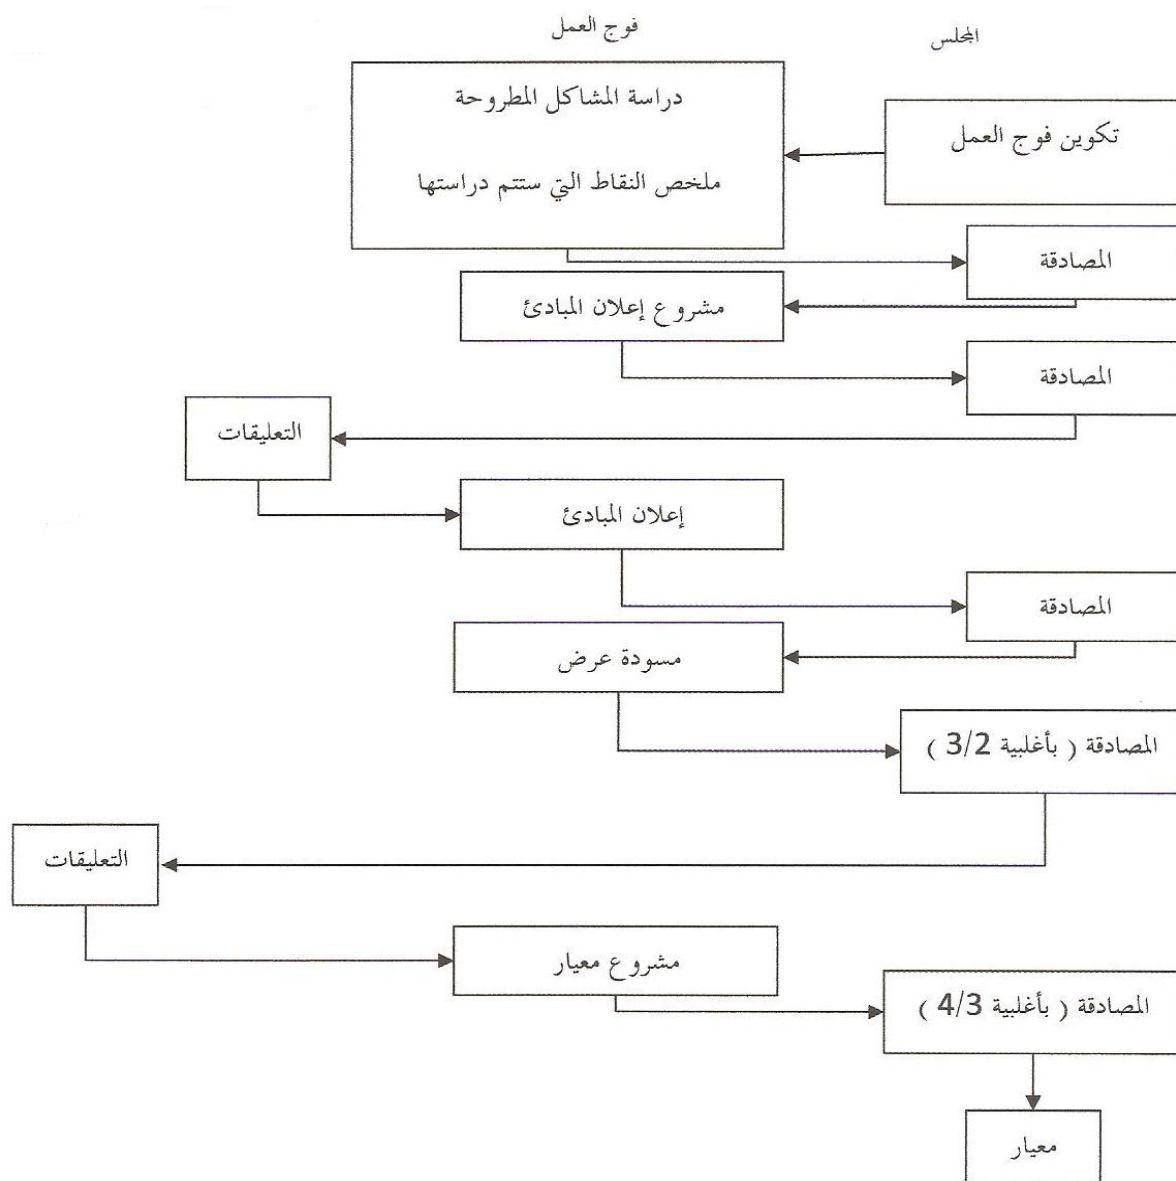 المجلس
فوج العمل
تكوين فوج العمل
دراسة المشاكل المطروحة
ملخص النقاط التي ستتم دراستها
المصادقة
مشروع إعلان المبادئ
المصادقة
التعليقات
إعلان المبادئ
المصادقة
مسودة عرض
المصادقة ( بأغلبية 3/2 )
التعليقات
مشروع معيار
المصادقة ( بأغلبية 4/3 )
معيار